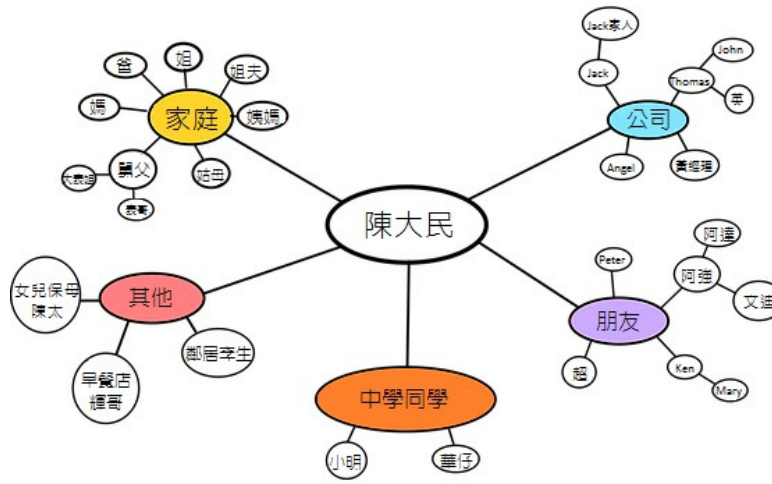 爸
姐
姐夫
媽
家庭
姨媽
舅父
姑母
大表姐
表哥
Jack家人
John
Jack
Thomas
英
公司
Angel
黃經理
陳大民
女兒保母
陳太
其他
早餐店
輝哥
鄰居李生
中學同學
小明
華仔
Peter
阿達
阿強
文迪
朋友
超
Ken
Mary.